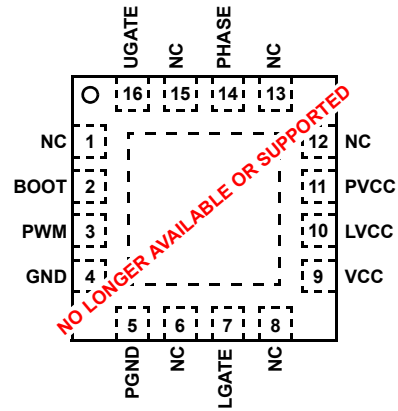 UGATE
NC
PHASE
NC
16
15
14
13
NC
1
12
NC
BOOT
2
11
PVCC
PWM
3
10
LVCC
GND
4
9
VCC
NO LONGER AVAILABLE OR SUPPORTED
5
6
7
8
PGND
NC
LGATE
NC